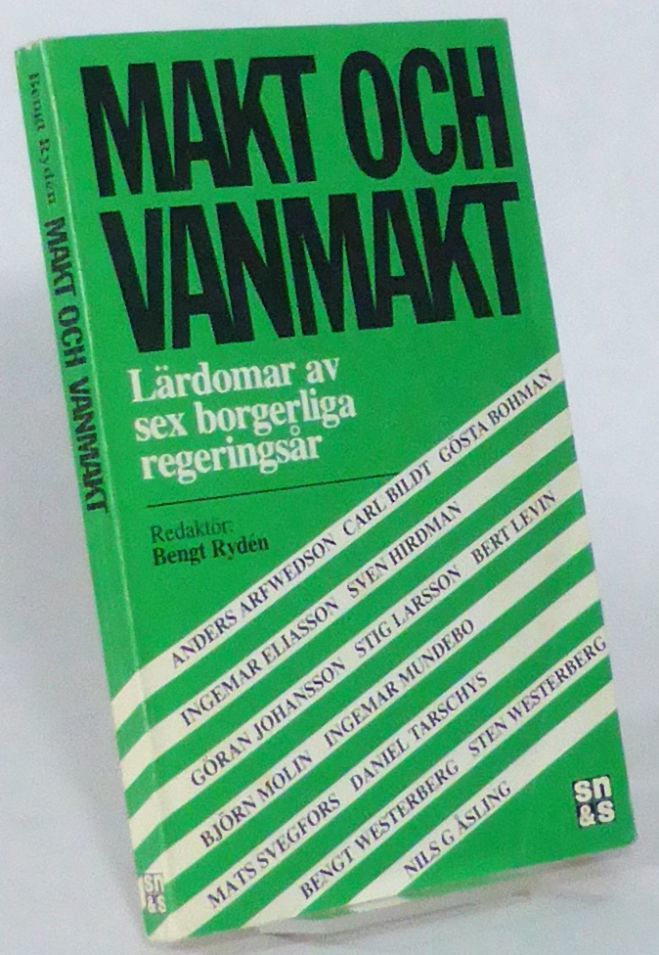 MAKT OCH
VANMAKT
Lärdomar av
sex borgerliga
regeringsår
Redaktör:
Bengt Rydén
ANDERS ARFWEDSON CARL BILDT GÖSTA BOHMAN
INGEMAR ELIASSON SVEN HIRDMAN
GÖRAN JOHANSSON STIG LARSSON BERT LEVIN
BJÖRN MOLIN INGEMAR MUNDEBO
MATS SVEGFORS DANIEL TARSCHYS
BENGT WESTERBERG STEN WESTERBERG
NILS G ÅSLING
sn
&s
Bengt Rydén MAKT OCH VANMAKT
sn
&s